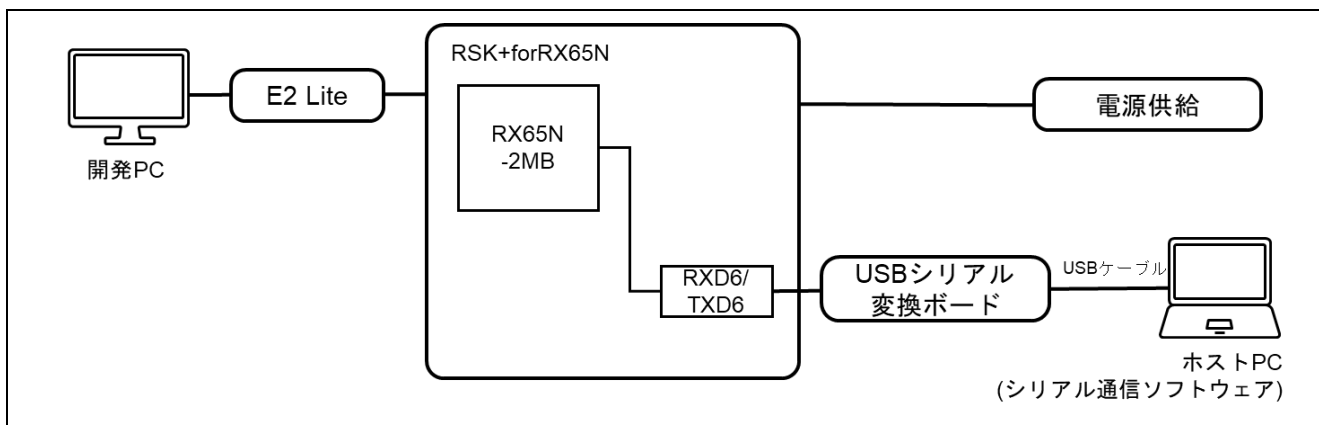 RSK+forRX65N
E2 Lite
開発PC
RX65N
-2MB
電源供給
RXD6/
TXD6
USBシリアル
変換ボード
USBケーブル
ホストPC
(シリアル通信ソフトウェア)